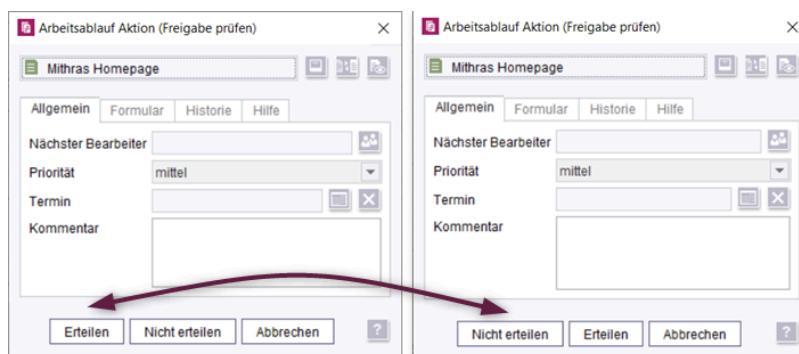 Arbeitsablauf Aktion (Freigabe prüfen)
Mithras Homepage
Allgemein Formular Historie Hilfe
Nächster Bearbeiter
Priorität mittel
Termin
Kommentar
Erteilen Nicht erteilen Abbrechen ?
Arbeitsablauf Aktion (Freigabe prüfen)
Mithras Homepage
Allgemein Formular Historie Hilfe
Nächster Bearbeiter
Priorität mittel
Termin
Kommentar
Nicht erteilen Erteilen Abbrechen ?